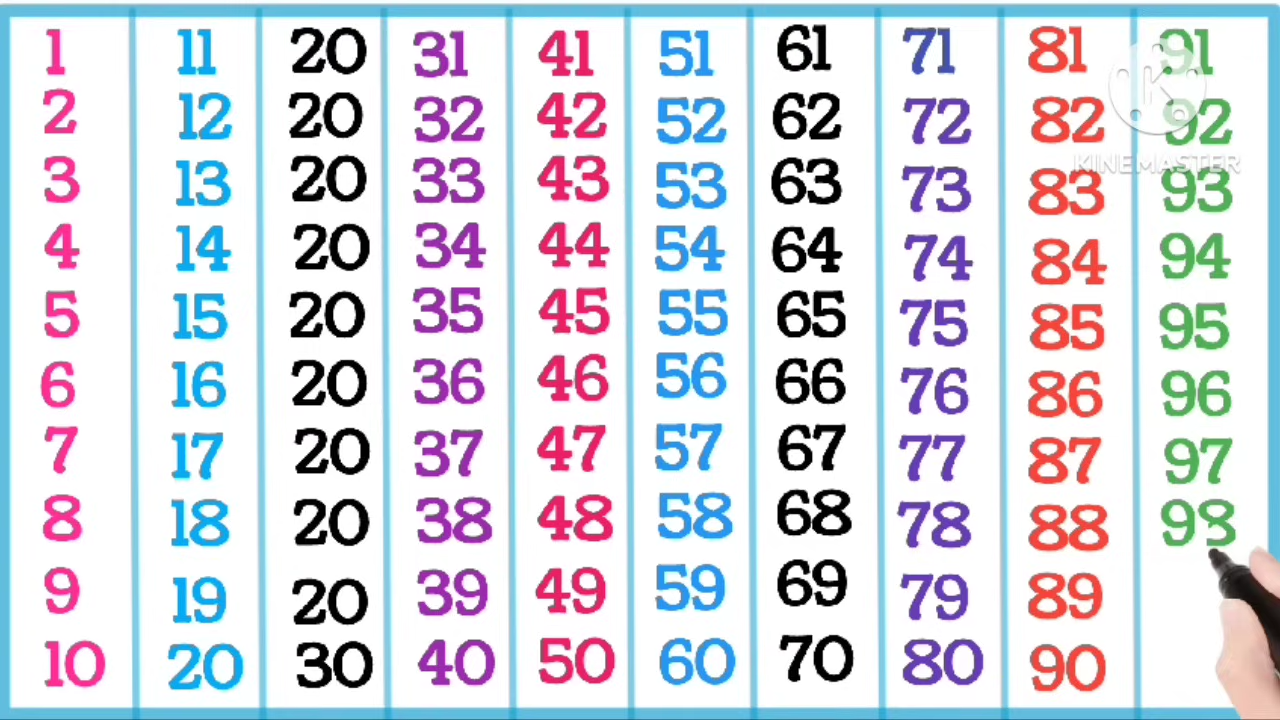 1 11 20 31 41 51 61 71 81 91
2 12 20 32 42 52 62 72 82 92
3 13 20 33 43 53 63 73 83 93
4 14 20 34 44 54 64 74 84 94
5 15 20 35 45 55 65 75 85 95
6 16 20 36 46 56 66 76 86 96
7 17 20 37 47 57 67 77 87 97
8 18 20 38 48 58 68 78 88 98
9 19 20 39 49 59 69 79 89
10 20 30 40 50 60 70 80 90
K
KINEMASTER